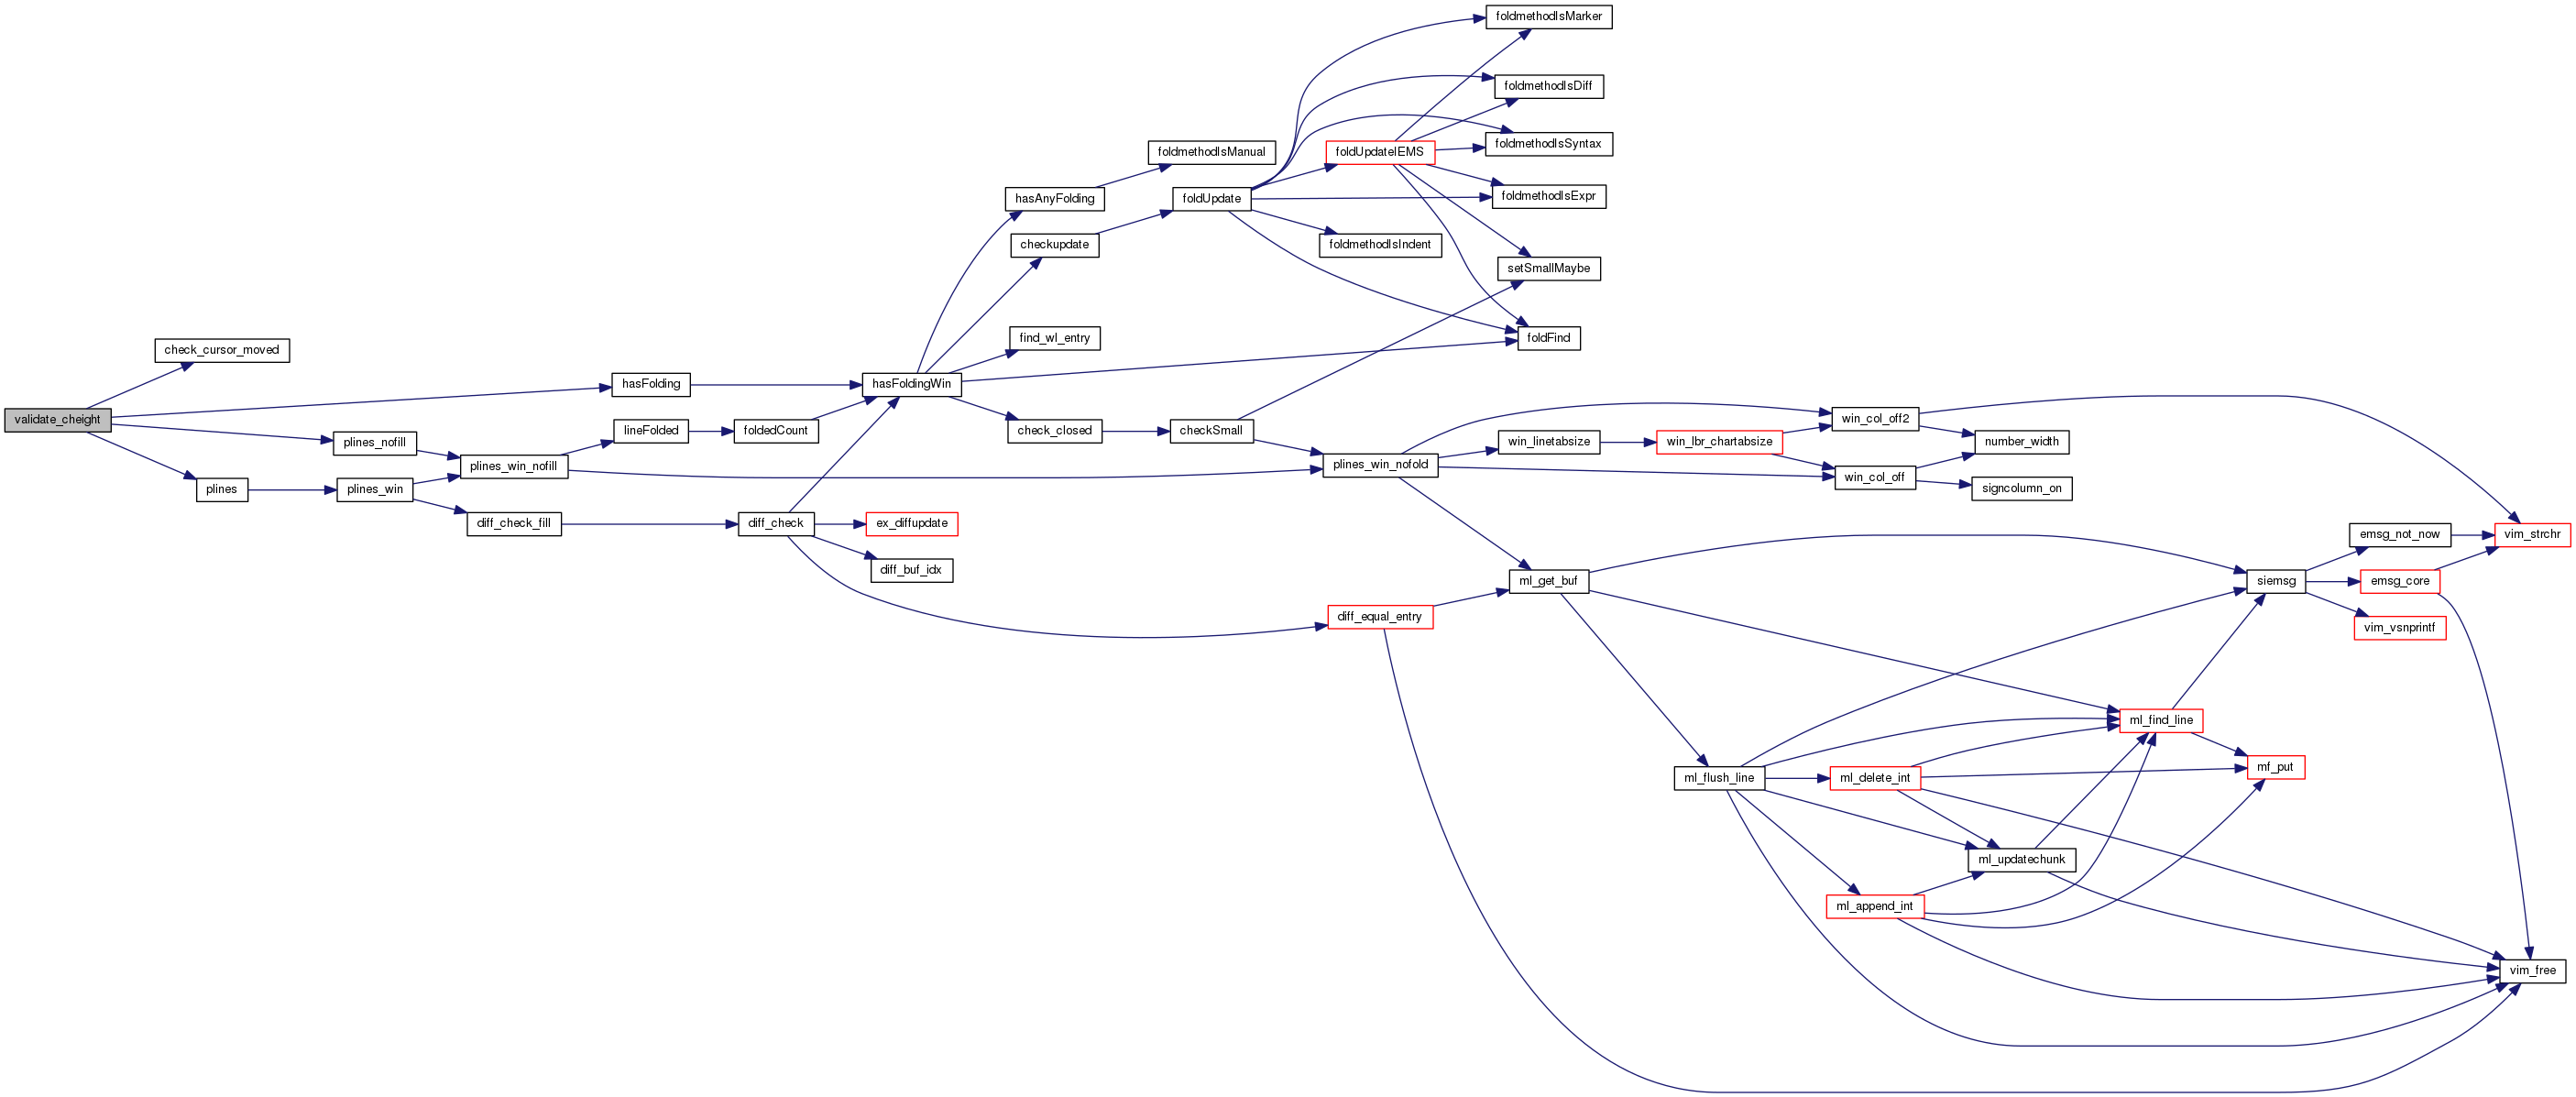 validate_cheight
check_cursor_moved
hasFolding
plines_nofill
plines
plines_win
plines_win_nofill
diff_check_fill
lineFolded
foldedCount
diff_check
hasFoldingWin
ex_diffupdate
diff_buf_idx
hasAnyFolding
checkupdate
find_wl_entry
check_closed
foldmethodIsManual
foldUpdate
checkSmall
foldUpdateIEMS
foldmethodIsIndent
foldmethodIsMarker
foldmethodIsDiff
foldmethodIsSyntax
foldmethodIsExpr
setSmallMaybe
foldFind
plines_win_nofold
diff_equal_entry
win_linetabsize
ml_get_buf
win_lbr_chartabsize
win_col_off2
win_col_off
number_width
signcolumn_on
ml_flush_line
ml_delete_int
ml_append_int
ml_updatechunk
ml_find_line
siemsg
mf_put
emsg_not_now
emsg_core
vim_vsnprintf
vim_strchr
vim_free